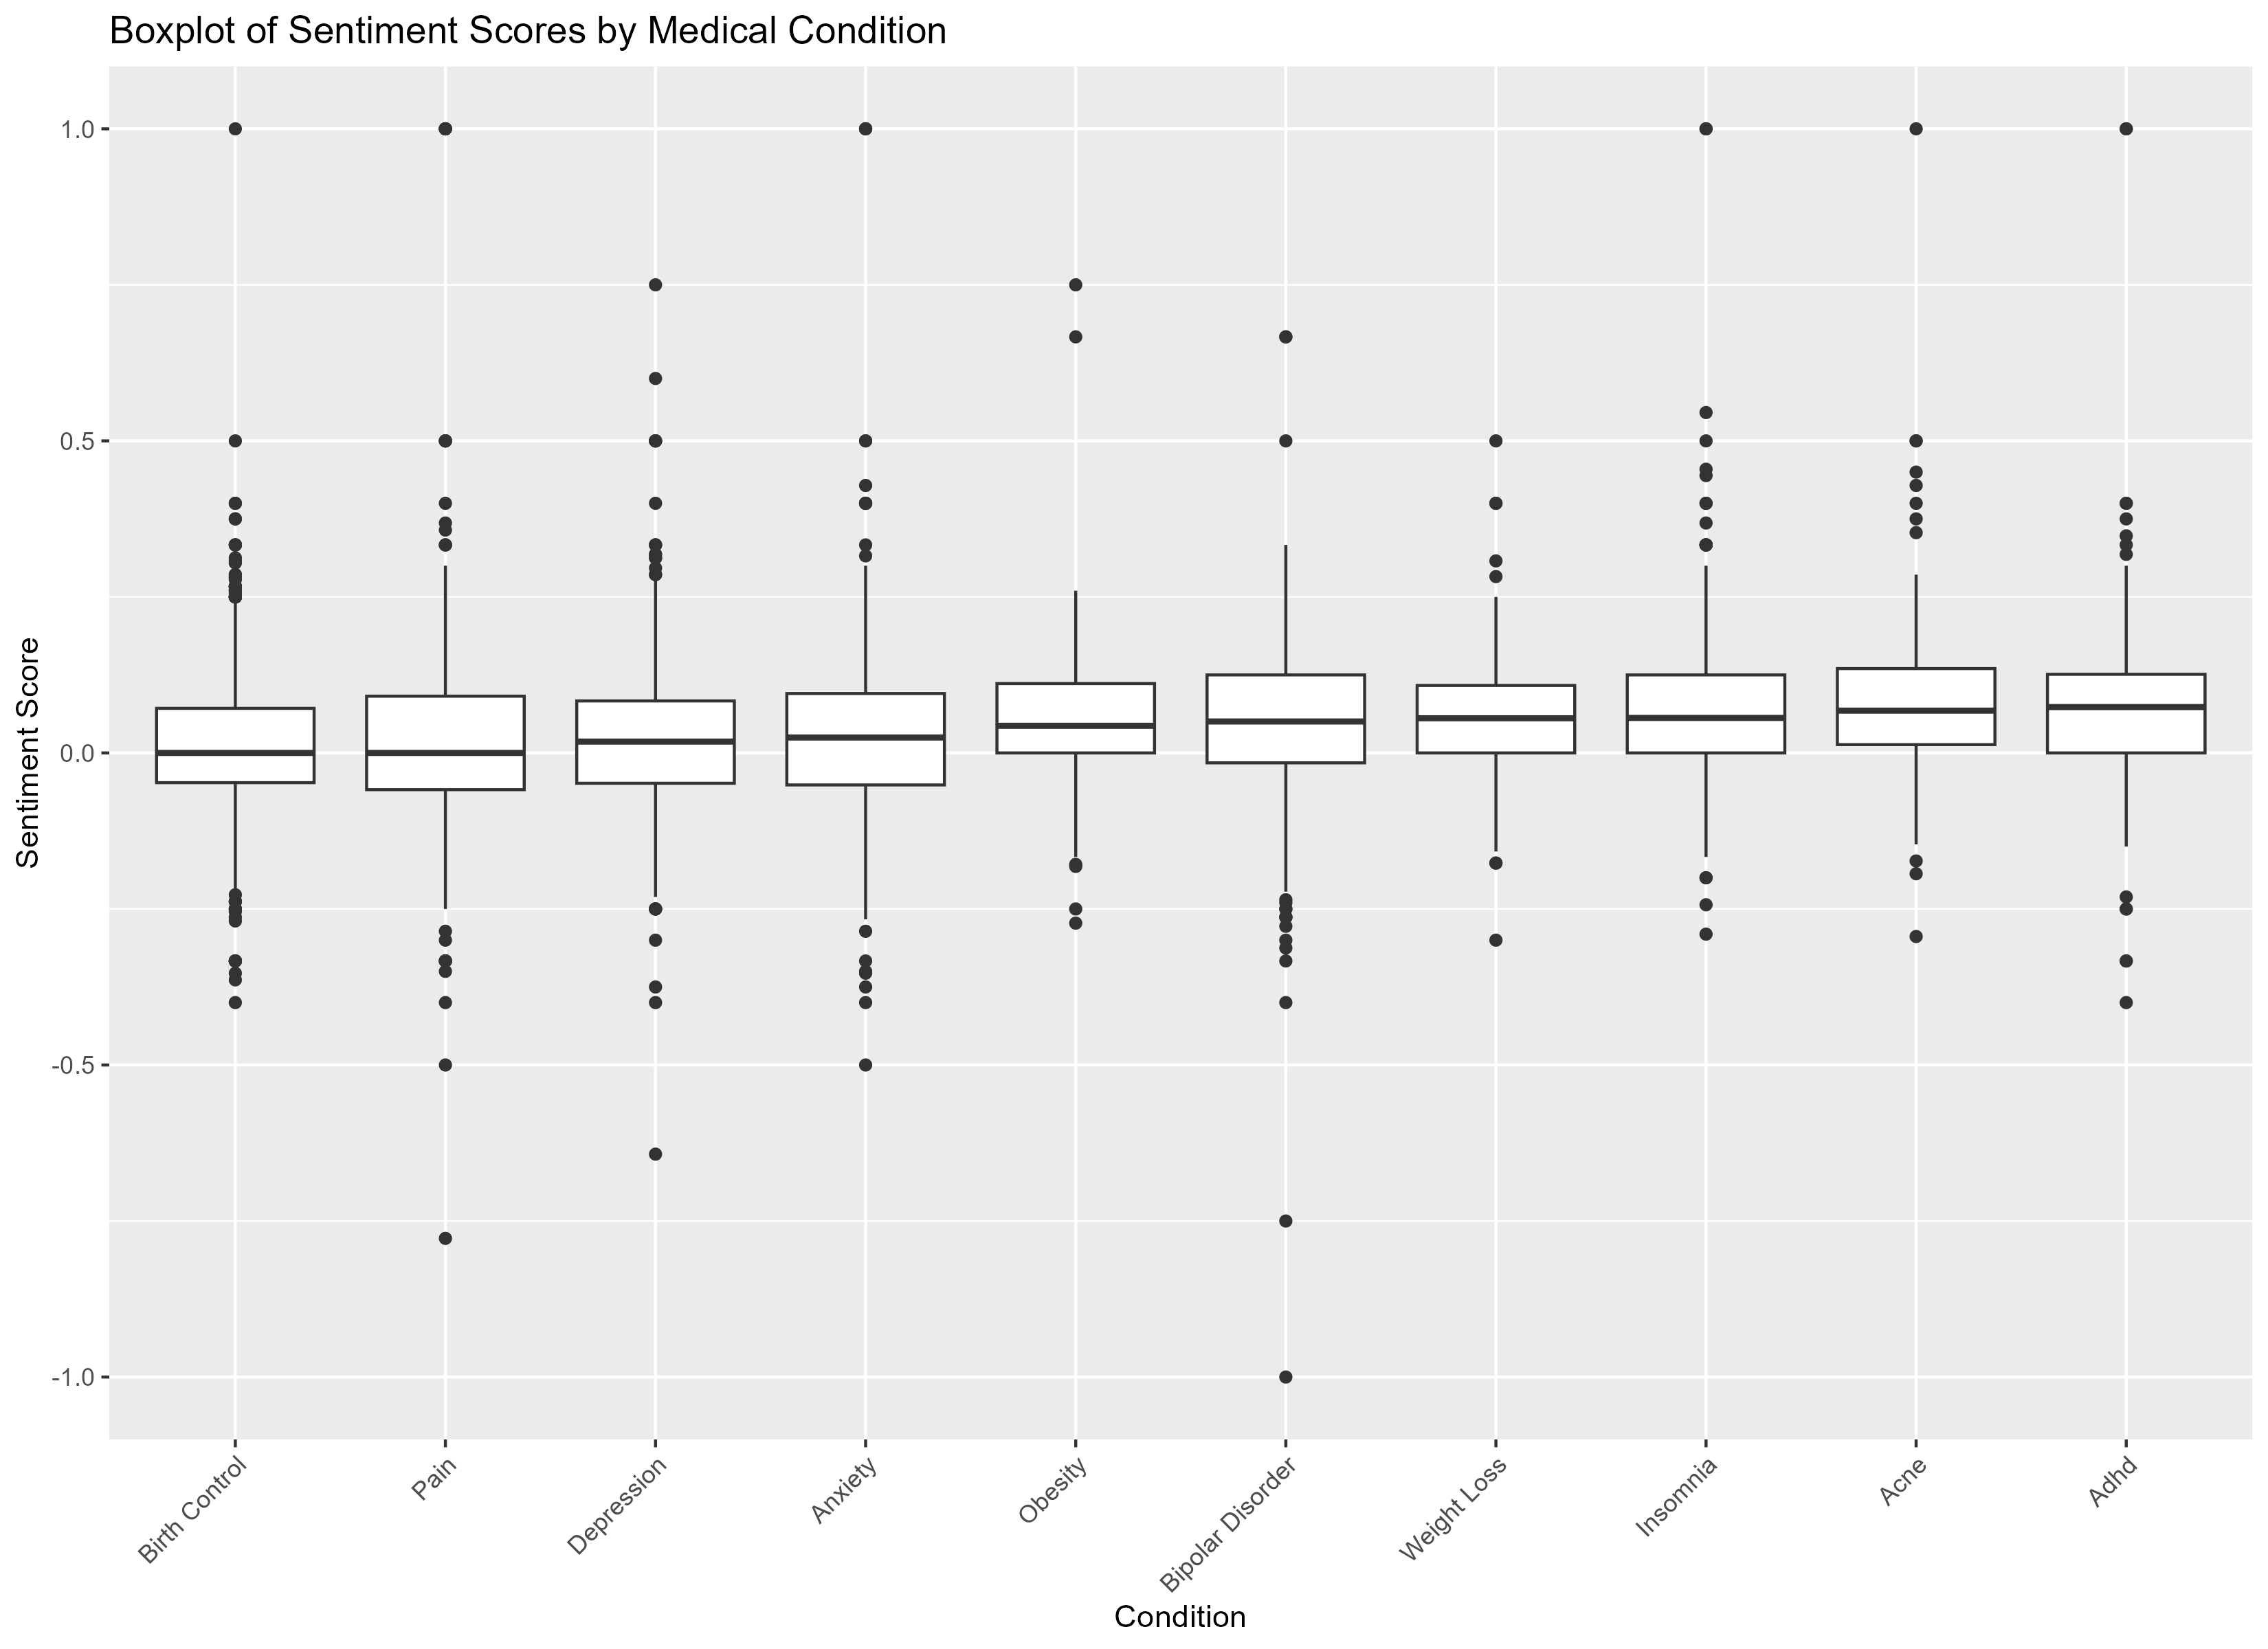 Boxplot of Sentiment Scores by Medical Condition
Sentiment Score
1.0
0.5
0.0
-0.5
-1.0
Birth Control
Pain
Depression
Anxiety
Obesity
Bipolar Disorder
Weight Loss
Insomnia
Acne
Adhd
Condition